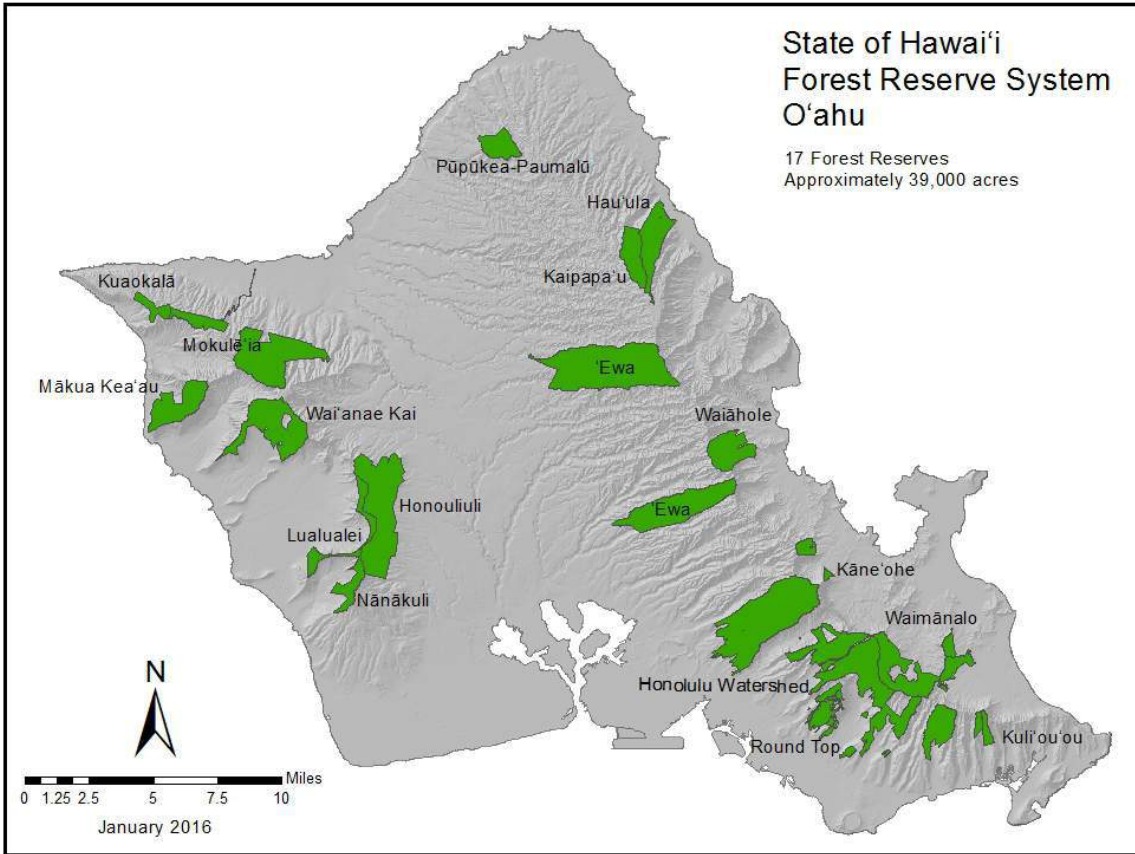 State of Hawai‘i
Forest Reserve System
O‘ahu
17 Forest Reserves
Approximately 39,000 acres
Pūpūkea-Paumalū
Hau‘ula
Kaipapa‘u
Kuaokalā
Mokulē‘ia
Mākua Kea‘au
‘Ewa
Wai‘anae Kai
Waiāhole
Honouliuli
‘Ewa
Lualualei
Nānākuli
Kāne‘ohe
Waimānalo
Honolulu Watershed
Round Top
Kuli‘ou‘ou
N
Miles
0 1.25 2.5 5 7.5 10
January 2016